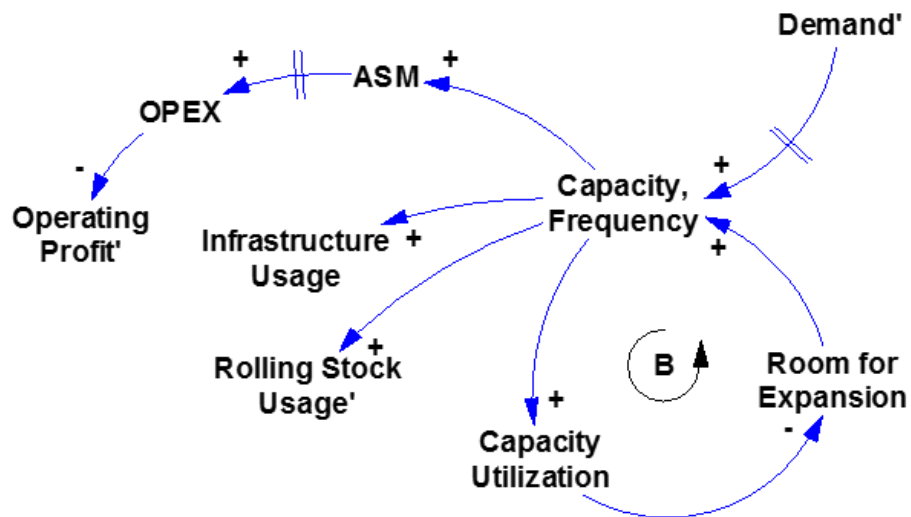 Demand'
+
ASM
+
OPEX
+
-
Operating
Profit'
Capacity,
Frequency
+
+
Infrastructure
Usage
+
Rolling Stock
Usage'
+
B
Room for
Expansion
-
+
Capacity
Utilization